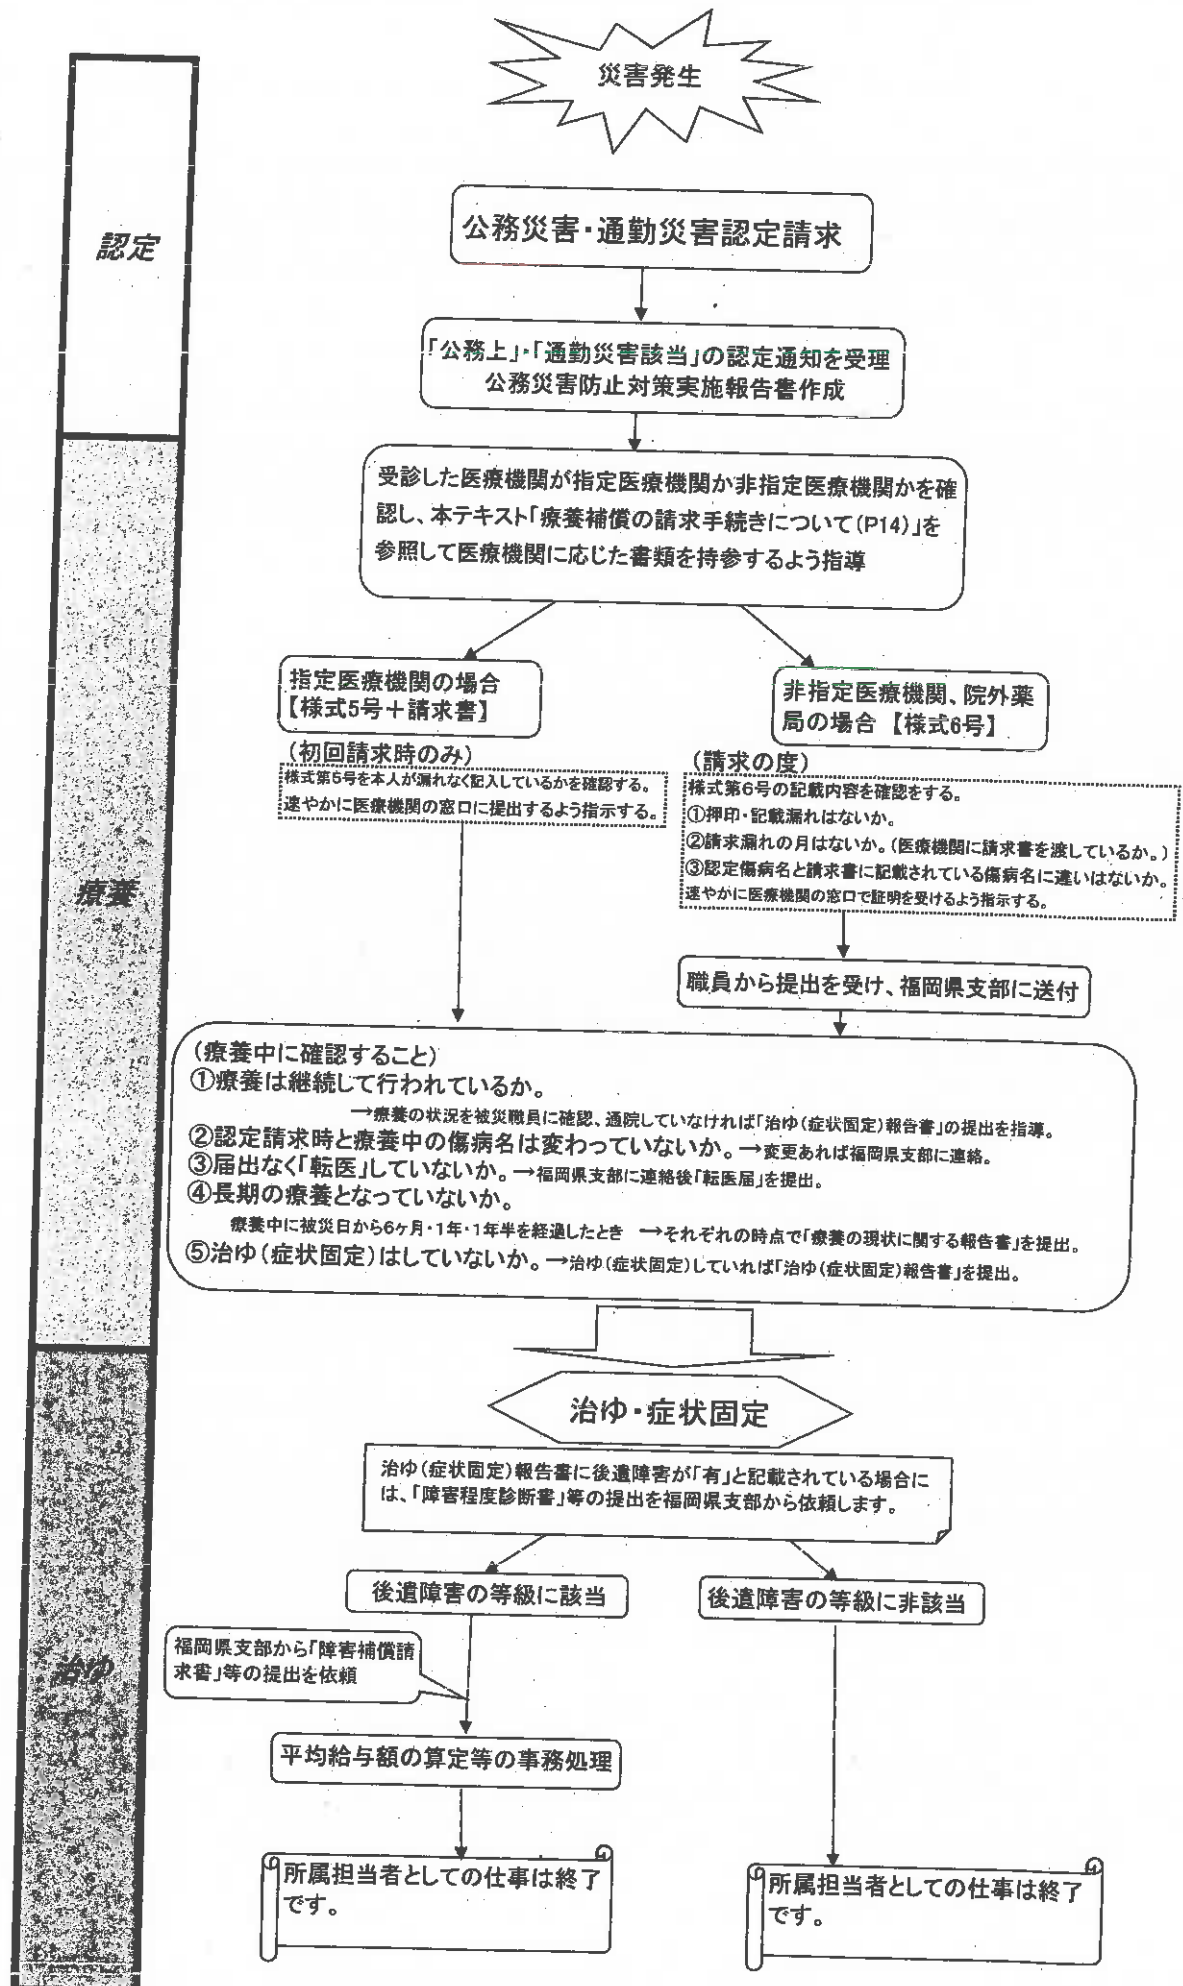 災害発生
認定
公務災害・通勤災害認定請求
「公務上」・「通勤災害該当」の認定通知を受理
公務災害防止対策実施報告書作成
療養
受診した医療機関が指定医療機関か非指定医療機関かを確
認し、本テキスト「療養補償の請求手続きについて(P14)」を
参照して医療機関に応じた書類を持参するよう指導
指定医療機関の場合
【様式5号+請求書】
(初回請求時のみ)
様式第5号を本人が漏れなく記入しているかを確認する。
速やかに医療機関の窓口に提出するよう指示する。
非指定医療機関、院外薬
局の場合 【様式6号】
(請求の度)
様式第6号の記載内容を確認をする。
①押印・記載漏れはないか。
②請求漏れの月はないか。(医療機関に請求書を渡しているか。)
③認定傷病名と請求書に記載されている傷病名に違いはないか。
速やかに医療機関の窓口で証明を受けるよう指示する。
職員から提出を受け、福岡県支部に送付
(療養中に確認すること)
①療養は継続して行われているか。
→療養の状況を被災職員に確認、通院していなければ「治ゆ(症状固定)報告書」の提出を指導。
②認定請求時と療養中の傷病名は変わっていないか。→変更あれば福岡県支部に連絡。
③届出なく「転医」していないか。→福岡県支部に連絡後「転医届」を提出。
④長期の療養となっていないか。
療養中に被災日から6ヶ月・1年・1年半を経過したとき →それぞれの時点で「療養の現状に関する報告書」を提出。
⑤治ゆ(症状固定)はしていないか。→治ゆ(症状固定)していれば「治ゆ(症状固定)報告書」を提出。
治ゆ
治ゆ・症状固定
治ゆ(症状固定)報告書に後遺障害が「有」と記載されている場合に
は、「障害程度診断書」等の提出を福岡県支部から依頼します。
後遺障害の等級に該当
後遺障害の等級に非該当
福岡県支部から「障害補償請
求書」等の提出を依頼
平均給与額の算定等の事務処理
所属担当者としての仕事は終了
です。
所属担当者としての仕事は終了
です。